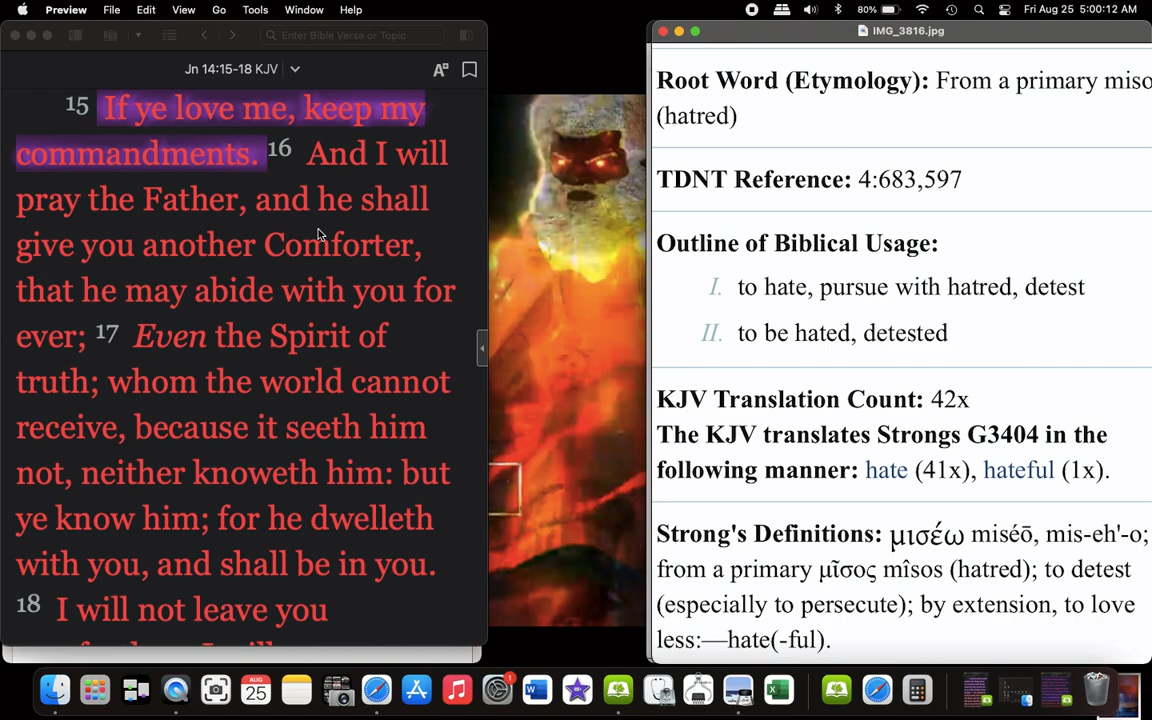 Preview File Edit View Go Tools Window Help 80% Fri Aug 25 5:00:12 AM
Enter Bible Verse or Topic
Jn 14:15-18 KJV
15 If ye love me, keep my
commandments. 16 And I will
pray the Father, and he shall
give you another Comforter,
that he may abide with you for
ever; 17 Even the Spirit of
truth; whom the world cannot
receive, because it seeth him
not, neither knoweth him: but
ye know him; for he dwelleth
with you, and shall be in you.
18 I will not leave you
IMG_3816.jpg
Root Word (Etymology): From a primary miso
(hatred)
TDNT Reference: 4:683,597
Outline of Biblical Usage:
I. to hate, pursue with hatred, detest
II. to be hated, detested
KJV Translation Count: 42x
The KJV translates Strongs G3404 in the
following manner: hate (41x), hateful (1x).
Strong's Definitions: μισέω miséō, mis-eh'-o;
from a primary μῖσος mîsos (hatred); to detest
(especially to persecute); by extension, to love
less:—hate(-ful).
AUG
25
1